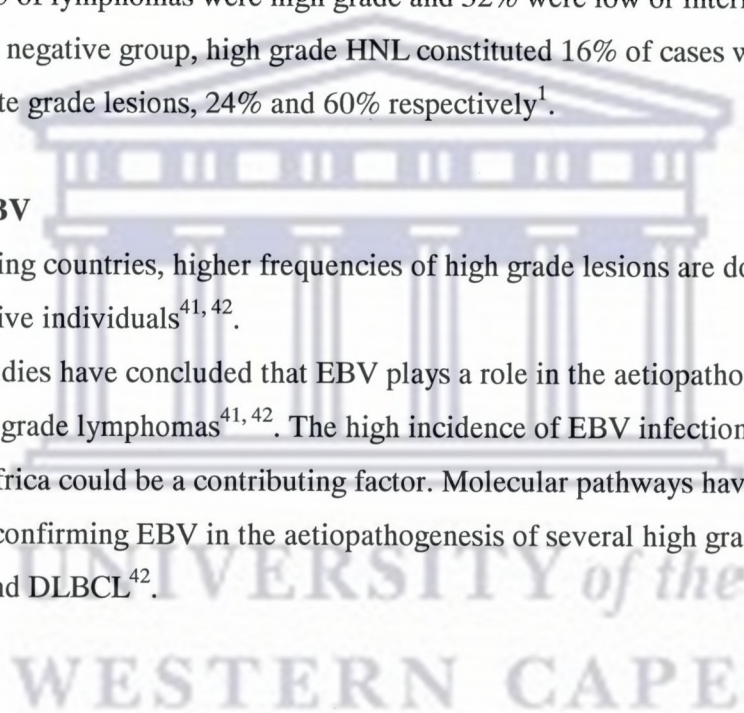 of lymphomas were high grade and 32% were low or
negative group, high grade HNL constituted 16% of cases
te grade lesions, 24% and 60% respectively¹.
BV
ing countries, higher frequencies of high grade lesions are
ive individuals⁴¹, ⁴².
dies have concluded that EBV plays a role in the aetiopatho
grade lymphomas⁴¹, ⁴². The high incidence of EBV infection
frica could be a contributing factor. Molecular pathways hav
confirming EBV in the aetiopathogenesis of several high gra
nd DLBCL⁴².
UNIVERSITY of the
WESTERN CAPE